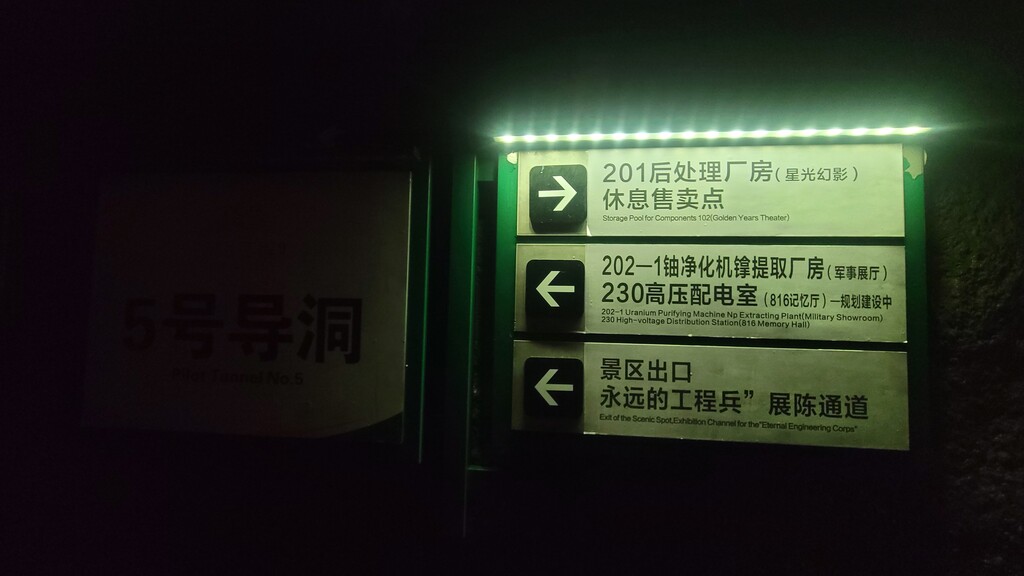 5号导洞
Pilot Tunnel No.5
201后处理厂房(星光幻影)
休息售卖点
Storage Pool for Components 102(Golden Years Theater)
202—1铀净化机镎提取厂房(军事展厅)
230高压配电室(816记忆厅)—规划建设中
202-1 Uranium Purifying Machine Np Extracting Plant(Military Showroom)
230 High-voltage Distribution Station(816 Memory Hall)
景区出口
永远的工程兵”展陈通道
Exit of the Scenic Spot,Exhibition Channel for the"Eternal Engineering Corps"